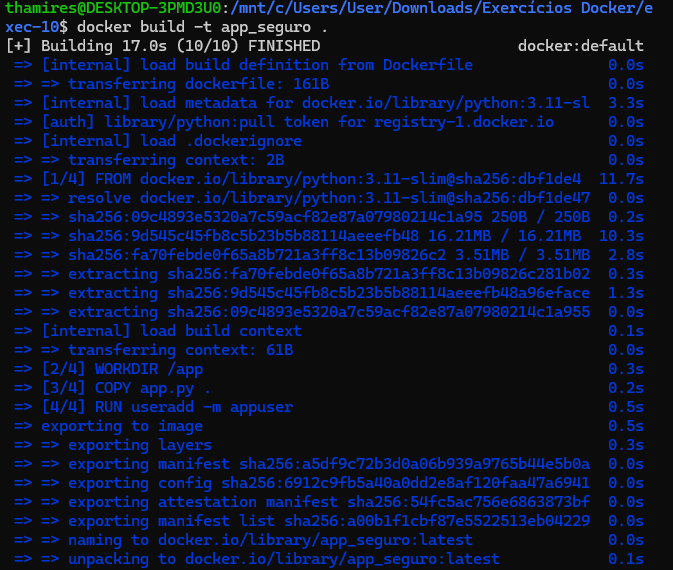 thamires@DESKTOP-3PMD3U0:/mnt/c/Users/User/Downloads/Exercícios Docker/e
xec-10$ docker build -t app_seguro .
[+] Building 17.0s (10/10) FINISHED docker:default
=> [internal] load build definition from Dockerfile 0.0s
=> => transferring dockerfile: 161B 0.0s
=> [internal] load metadata for docker.io/library/python:3.11-sl 3.3s
=> [auth] library/python:pull token for registry-1.docker.io 0.0s
=> [internal] load .dockerignore 0.0s
=> => transferring context: 2B 0.0s
=> [1/4] FROM docker.io/library/python:3.11-slim@sha256:dbf1de4 11.7s
=> => resolve docker.io/library/python:3.11-slim@sha256:dbf1de47 0.0s
=> => sha256:09c4893e5320a7c59acf82e87a07980214c1a95 250B / 250B 0.2s
=> => sha256:9d545c45fb8c5b23b5b88114aeeefb48 16.21MB / 16.21MB 10.3s
=> => sha256:fa70febde0f65a8b721a3ff8c13b09826c2 3.51MB / 3.51MB 2.8s
=> => extracting sha256:fa70febde0f65a8b721a3ff8c13b09826c281b02 0.3s
=> => extracting sha256:9d545c45fb8c5b23b5b88114aeeefb48a96eface 1.3s
=> => extracting sha256:09c4893e5320a7c59acf82e87a07980214c1a955 0.0s
=> [internal] load build context 0.1s
=> => transferring context: 61B 0.0s
=> [2/4] WORKDIR /app 0.3s
=> [3/4] COPY app.py . 0.2s
=> [4/4] RUN useradd -m appuser 0.5s
=> exporting to image 0.5s
=> => exporting layers 0.3s
=> => exporting manifest sha256:a5df9c72b3d0a06b939a9765b44e5b0a 0.0s
=> => exporting config sha256:6912c9fb5a40a0dd2e8af120faa47a6941 0.0s
=> => exporting attestation manifest sha256:54fc5ac756e6863873bf 0.0s
=> => exporting manifest list sha256:a00b1f1cbf87e5522513eb04229 0.0s
=> => naming to docker.io/library/app_seguro:latest 0.0s
=> => unpacking to docker.io/library/app_seguro:latest 0.1s